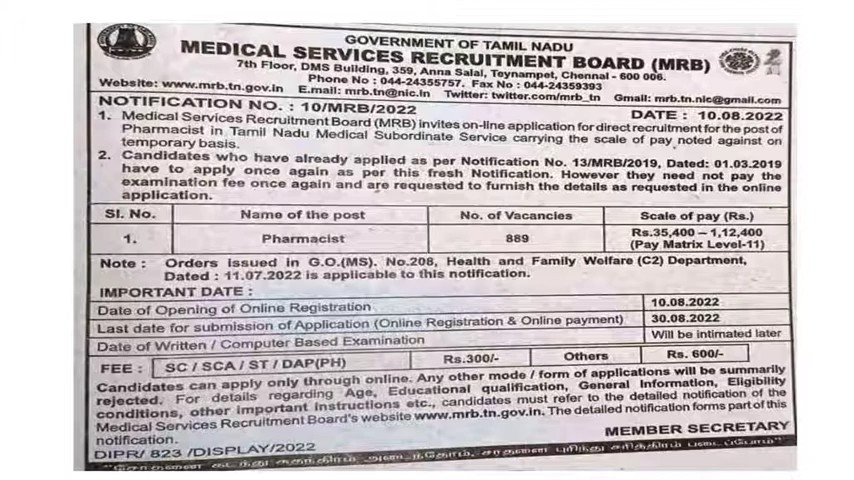 GOVERNMENT OF TAMIL NADU
MEDICAL SERVICES RECRUITMENT BOARD (MRB)
7th Floor, DMS Building, 359, Anna Salai, Teynampet, Chennai - 600 006.
Phone No : 044-24355757. Fax No : 044-24359393
Website: www.mrb.tn.gov.in E.mail: mrb.tn@nic.in Twitter: twitter.com/mrb_tn Gmail: mrb.tn.nic@gmail.com
NOTIFICATION NO. : 10/MRB/2022 DATE : 10.08.2022
1. Medical Services Recruitment Board (MRB) invites on-line application for direct recruitment for the post of
Pharmacist in Tamil Nadu Medical Subordinate Service carrying the scale of pay noted against on
temporary basis.
2. Candidates who have already applied as per Notification No. 13/MRB/2019, Dated: 01.03.2019
have to apply once again as per this fresh Notification. However they need not pay the
examination fee once again and are requested to furnish the details as requested in the online
application.
Sl. No. Name of the post No. of Vacancies Scale of pay (Rs.)
1. Pharmacist 889 Rs.35,400 – 1,12,400
(Pay Matrix Level-11)
Note : Orders issued in G.O.(MS). No.208, Health and Family Welfare (C2) Department,
Dated : 11.07.2022 is applicable to this notification.
IMPORTANT DATE :
Date of Opening of Online Registration 10.08.2022
Last date for submission of Application (Online Registration & Online payment) 30.08.2022
Date of Written / Computer Based Examination Will be intimated later
FEE : SC / SCA / ST / DAP(PH) Rs.300/- Others Rs. 600/-
Candidates can apply only through online. Any other mode / form of applications will be summarily
rejected. For details regarding Age, Educational qualification, General Information, Eligibility
conditions, other important Instructions etc., candidates must refer to the detailed notification of the
Medical Services Recruitment Board's website www.mrb.tn.gov.in. The detailed notification forms part of this
notification.
MEMBER SECRETARY
DIPR/ 823 /DISPLAY/2022